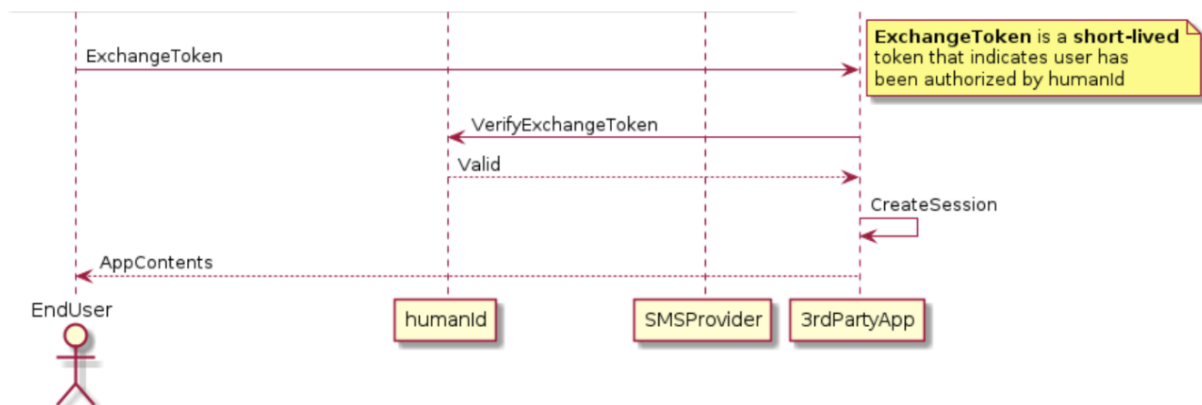 ExchangeToken
ExchangeToken is a short-lived
token that indicates user has
been authorized by humanId
VerifyExchangeToken
Valid
CreateSession
AppContents
EndUser
humanId
SMSProvider
3rdPartyApp